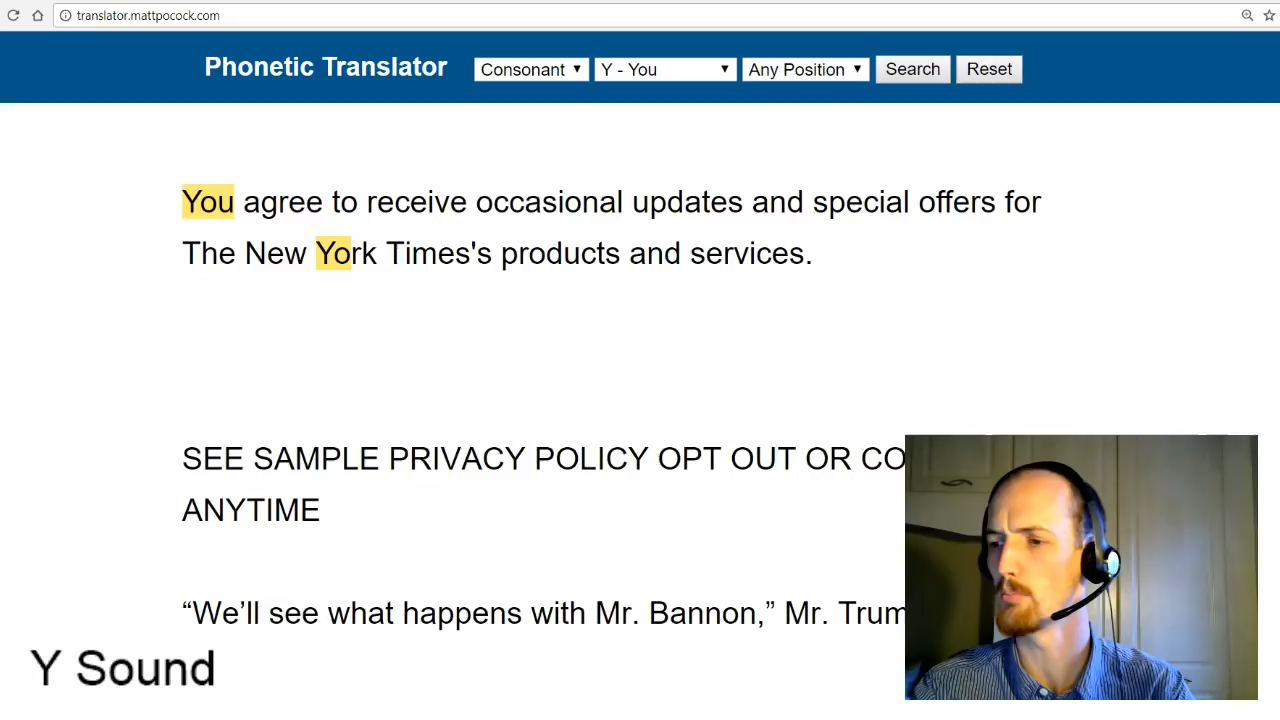 translator.mattpocock.com
Phonetic Translator Consonant Y - You Any Position Search Reset
You agree to receive occasional updates and special offers for
The New York Times's products and services.
SEE SAMPLE PRIVACY POLICY OPT OUT OR CO
ANYTIME
“We’ll see what happens with Mr. Bannon,” Mr. Trum
Y Sound